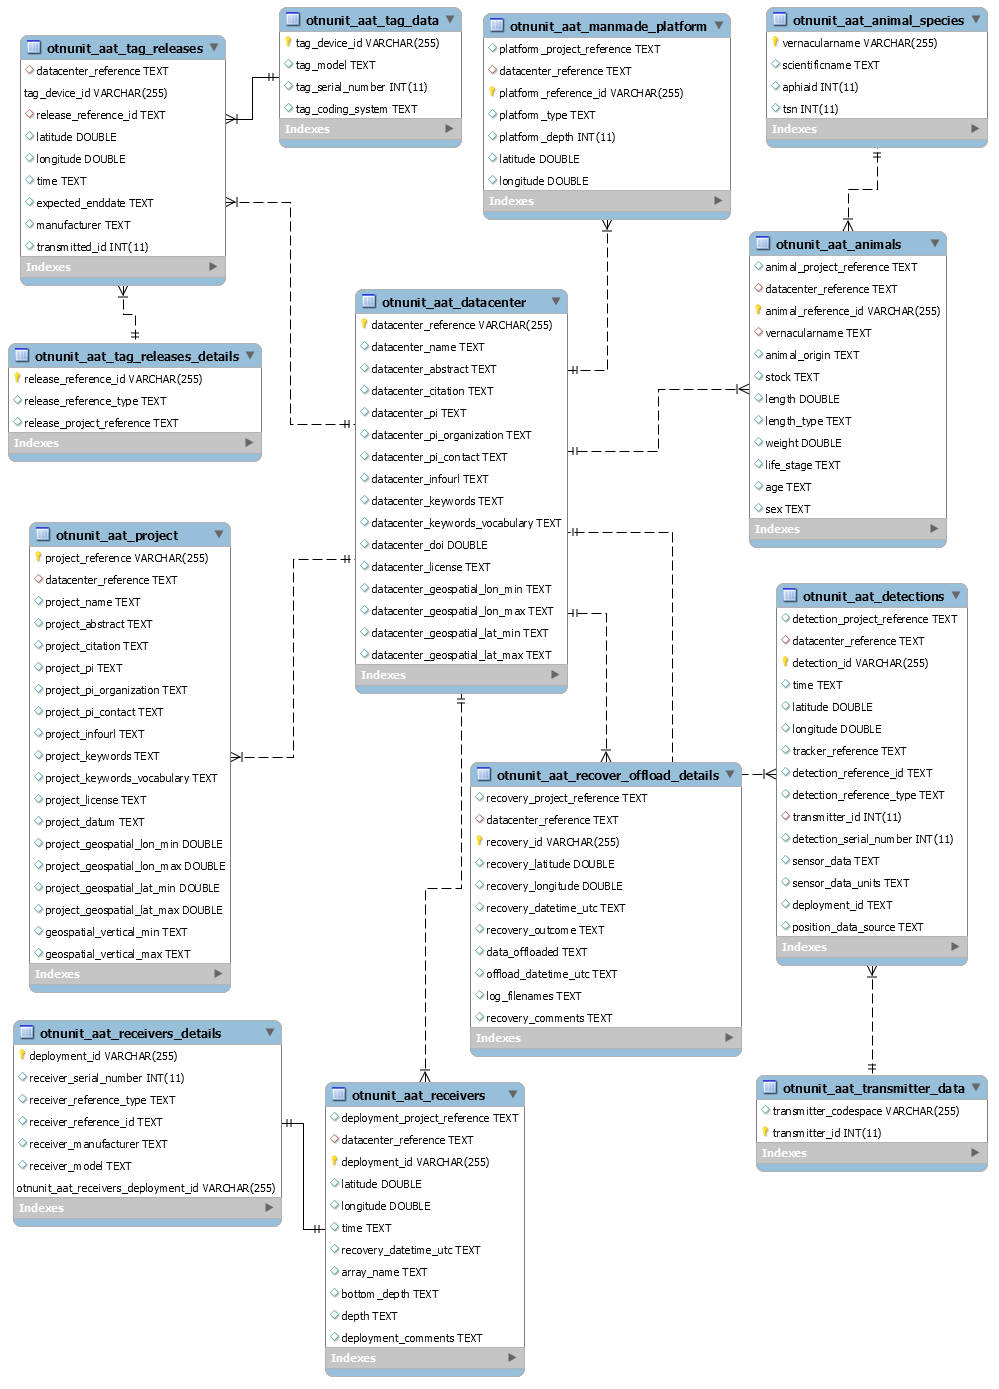 otnunit_aat_tag_releases
datacenter_reference TEXT
tag_device_id VARCHAR(255)
release_reference_id TEXT
latitude DOUBLE
longitude DOUBLE
time TEXT
expected_enddate TEXT
manufacturer TEXT
transmitted_id INT(11)
Indexes
otnunit_aat_tag_data
tag_device_id VARCHAR(255)
tag_model TEXT
tag_serial_number INT(11)
tag_coding_system TEXT
Indexes
otnunit_aat_manmade_platform
platform_project_reference TEXT
datacenter_reference TEXT
platform_reference_id VARCHAR(255)
platform_type TEXT
platform_depth INT(11)
latitude DOUBLE
longitude DOUBLE
Indexes
otnunit_aat_animal_species
vernacularname VARCHAR(255)
scientificname TEXT
aphiaid INT(11)
tsn INT(11)
Indexes
otnunit_aat_animals
animal_project_reference TEXT
datacenter_reference TEXT
animal_reference_id VARCHAR(255)
vernacularname TEXT
animal_origin TEXT
stock TEXT
length DOUBLE
length_type TEXT
weight DOUBLE
life_stage TEXT
age TEXT
sex TEXT
Indexes
otnunit_aat_datacenter
datacenter_reference VARCHAR(255)
datacenter_name TEXT
datacenter_abstract TEXT
datacenter_citation TEXT
datacenter_pi TEXT
datacenter_pi_organization TEXT
datacenter_pi_contact TEXT
datacenter_infourl TEXT
datacenter_keywords TEXT
datacenter_keywords_vocabulary TEXT
datacenter_doi DOUBLE
datacenter_license TEXT
datacenter_geospatial_lon_min TEXT
datacenter_geospatial_lon_max TEXT
datacenter_geospatial_lat_min TEXT
datacenter_geospatial_lat_max TEXT
Indexes
otnunit_aat_tag_releases_details
release_reference_id VARCHAR(255)
release_reference_type TEXT
release_project_reference TEXT
Indexes
otnunit_aat_project
project_reference VARCHAR(255)
datacenter_reference TEXT
project_name TEXT
project_abstract TEXT
project_citation TEXT
project_pi TEXT
project_pi_organization TEXT
project_pi_contact TEXT
project_infourl TEXT
project_keywords TEXT
project_keywords_vocabulary TEXT
project_license TEXT
project_datum TEXT
project_geospatial_lon_min DOUBLE
project_geospatial_lon_max DOUBLE
project_geospatial_lat_min DOUBLE
project_geospatial_lat_max DOUBLE
geospatial_vertical_min TEXT
geospatial_vertical_max TEXT
Indexes
otnunit_aat_detections
detection_project_reference TEXT
datacenter_reference TEXT
detection_id VARCHAR(255)
time TEXT
latitude DOUBLE
longitude DOUBLE
tracker_reference TEXT
detection_reference_id TEXT
detection_reference_type TEXT
transmitter_id INT(11)
detection_serial_number INT(11)
sensor_data TEXT
sensor_data_units TEXT
deployment_id TEXT
position_data_source TEXT
Indexes
otnunit_aat_recover_offload_details
recovery_project_reference TEXT
datacenter_reference TEXT
recovery_id VARCHAR(255)
recovery_latitude DOUBLE
recovery_longitude DOUBLE
recovery_datetime_utc TEXT
recovery_outcome TEXT
data_offloaded TEXT
offload_datetime_utc TEXT
log_filenames TEXT
recovery_comments TEXT
Indexes
otnunit_aat_receivers_details
deployment_id VARCHAR(255)
receiver_serial_number INT(11)
receiver_reference_type TEXT
receiver_reference_id TEXT
receiver_manufacturer TEXT
receiver_model TEXT
otnunit_aat_receivers_deployment_id VARCHAR(255)
Indexes
otnunit_aat_receivers
deployment_project_reference TEXT
datacenter_reference TEXT
deployment_id VARCHAR(255)
latitude DOUBLE
longitude DOUBLE
time TEXT
recovery_datetime_utc TEXT
array_name TEXT
bottom_depth TEXT
depth TEXT
deployment_comments TEXT
Indexes
otnunit_aat_transmitter_data
transmitter_codespace VARCHAR(255)
transmitter_id INT(11)
Indexes